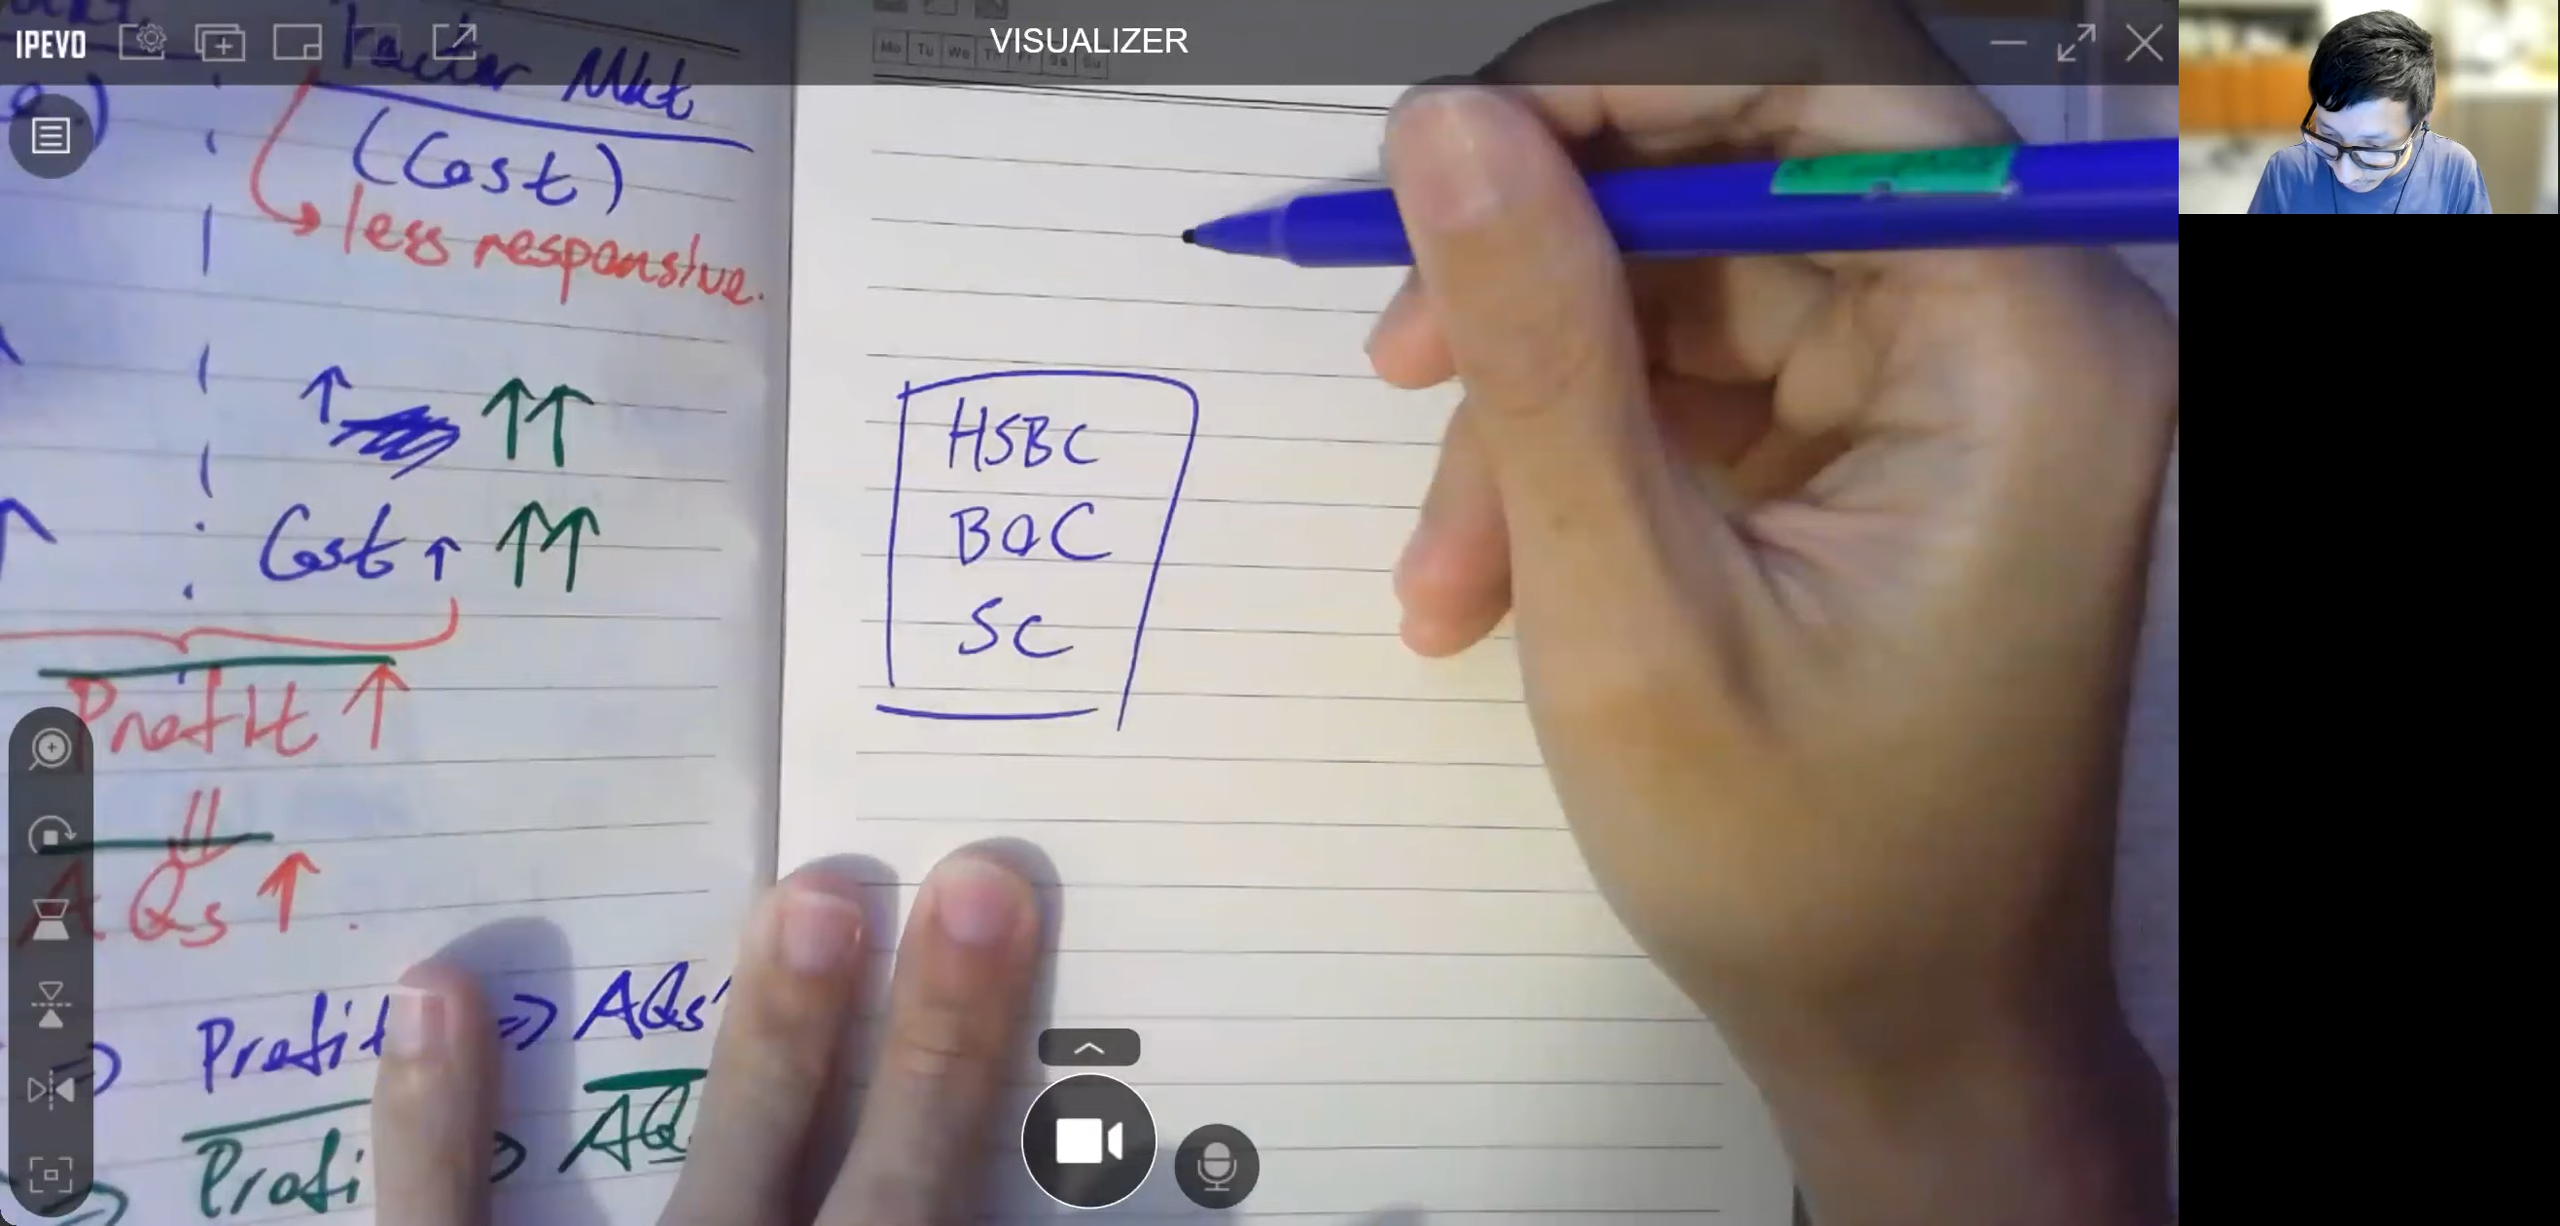 IPEVO
VISUALIZER
Mo Tu We Th Fr Sa Su
Factor Mkt
(Cost)
less responsive.
↑ ↑↑
Cost ↑ ↑↑
Profit ↑
AQs ↑.
⇒ Profit ⇒ AQs
⇒ Profi ⇒ AQ
HSBC
BOC
SC